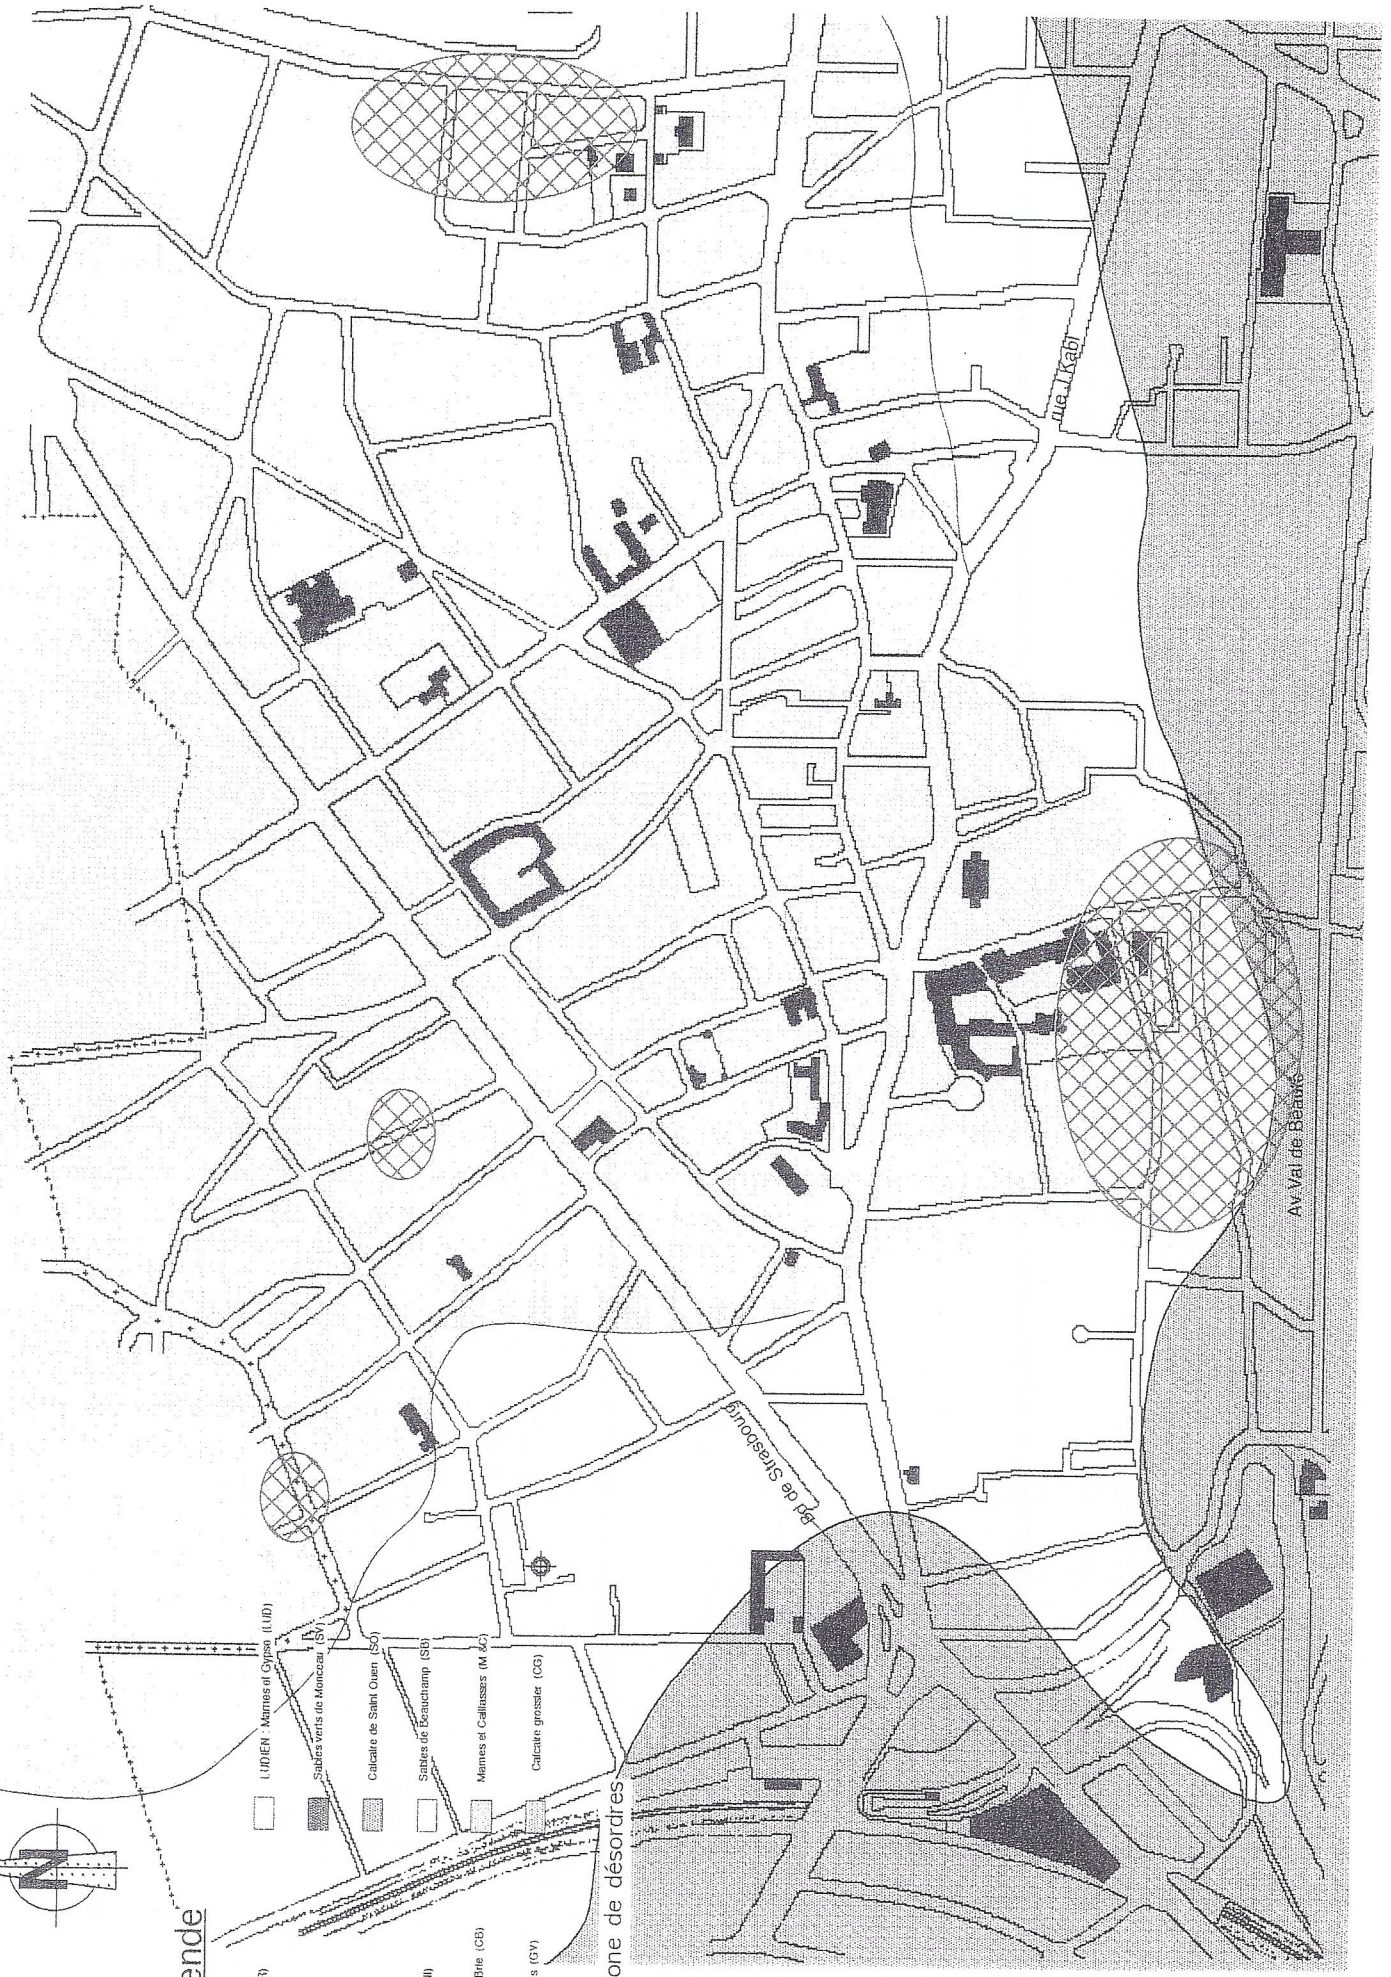 N
ende
LUDIEN : Marnes et Gypse (LUD)
Sables verts de Monceau (SV)
Calcaire de Saint Ouen (SO)
Sables de Beauchamp (SB)
Marnes et Caillasses (M &C)
Calcaire grossier (CG)
Brie (CB)
s (GV)
one de désordres
Bd de Strasbourg
rue J.Kabl
Av Val de Beauté